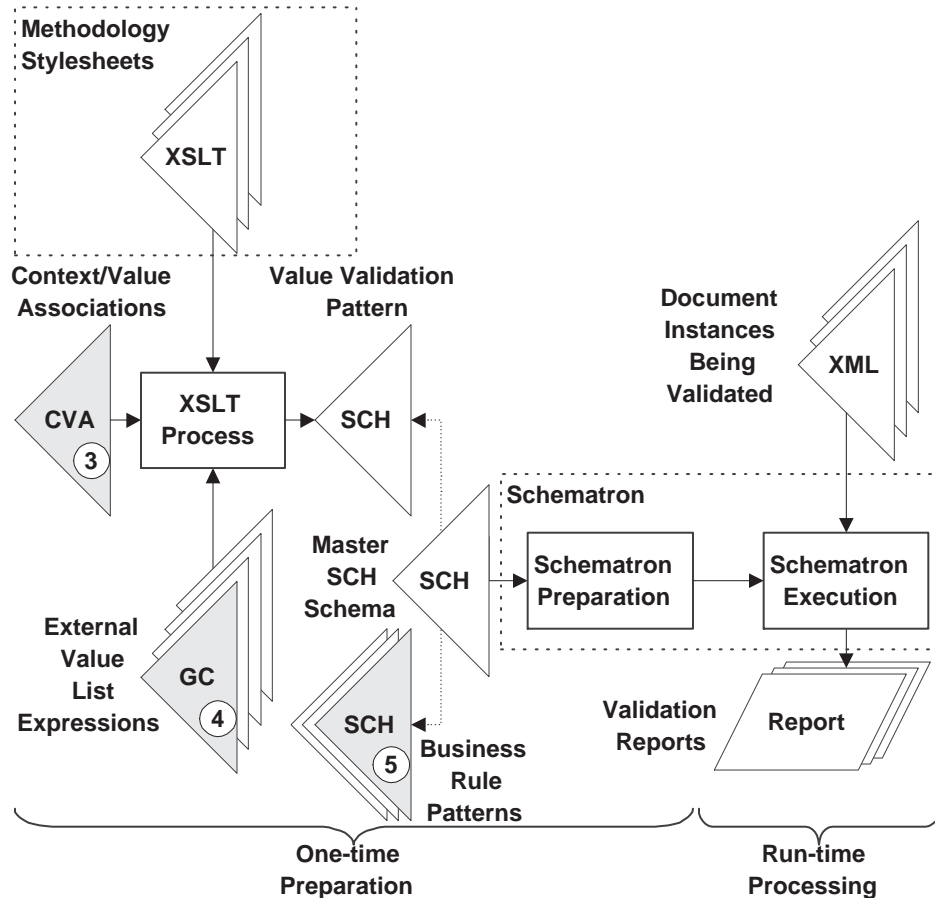 Methodology
Stylesheets
XSLT
Context/Value
Associations
Value Validation
Pattern
Document
Instances
Being
Validated
XML
CVA
3
XSLT
Process
SCH
Schematron
Master
SCH
Schema
SCH
Schematron
Preparation
Schematron
Execution
External
Value
List
Expressions
GC
4
SCH
5
Business
Rule
Patterns
Validation
Reports
Report
One-time
Preparation
Run-time
Processing